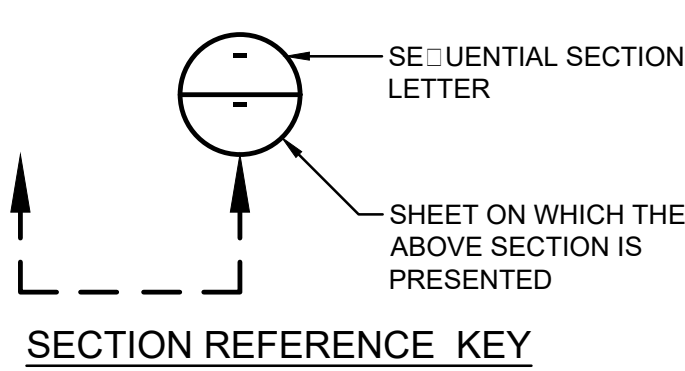 -
SE□UENTIAL SECTION
LETTER
-
SHEET ON WHICH THE
ABOVE SECTION IS
PRESENTED
SECTION REFERENCE KEY